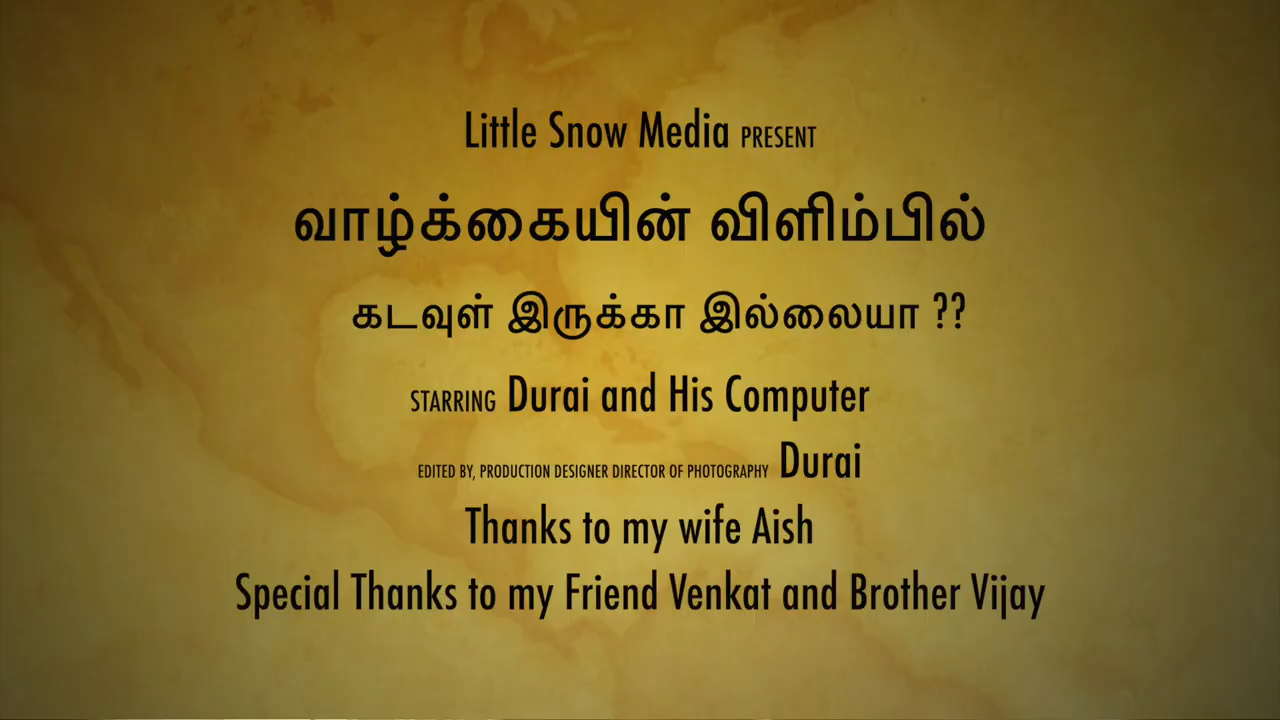 Little Snow Media PRESENT
வாழ்க்கையின் விளிம்பில்
கடவுள் இருக்கா இல்லையா ??
STARRING Durai and His Computer
EDITED BY, PRODUCTION DESIGNER DIRECTOR OF PHOTOGRAPHY Durai
Thanks to my wife Aish
Special Thanks to my Friend Venkat and Brother Vijay